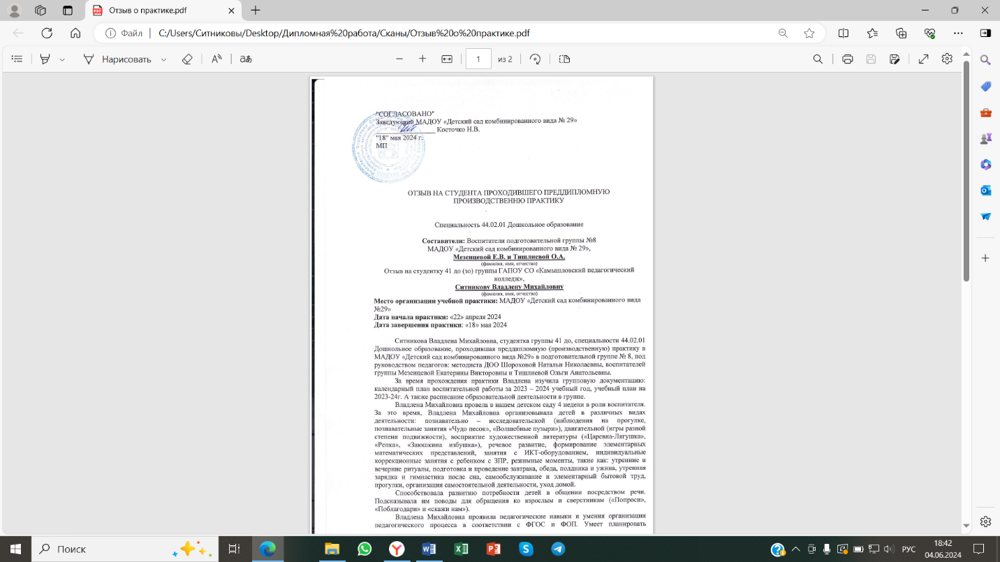 Отзыв о практике.pdf
Файл
C:/Users/Ситниковы/Desktop/Дипломная%20работа/Сканы/Отзыв%20о%20практике.pdf
Нарисовать
1 из 2
"СОГЛАСОВАНО"
Заведующий МАДОУ «Детский сад комбинированного вида № 29»
Косточко Н.В.
"18" мая 2024 г.
МП
ОТЗЫВ НА СТУДЕНТА ПРОХОДИВШЕГО ПРЕДДИПЛОМНУЮ
ПРОИЗВОДСТВЕННЮ ПРАКТИКУ
Специальность 44.02.01 Дошкольное образование
Составители: Воспитатели подготовительной группы №8
МАДОУ «Детский сад комбинированного вида № 29»,
Мезенцевой Е.В. и Тишлиевой О.А.
(фамилия, имя, отчество)
Отзыв на студентку 41 до (зо) группы ГАПОУ СО «Камышловский педагогический
колледж»,
Ситникову Владлену Михайловну
(фамилия, имя, отчество)
Место организации учебной практики: МАДОУ «Детский сад комбинированного вида
№29»
Дата начала практики: «22» апреля 2024
Дата завершения практики: «18» мая 2024
Ситникова Владлена Михайловна, студентка группы 41 до, специальности 44.02.01
Дошкольное образование, проходившая преддипломную (производственную) практику в
МАДОУ «Детский сад комбинированного вида №29» в подготовительной группе № 8, под
руководством педагогов: методиста ДОО Шороховой Натальи Николаевны, воспитателей
группы Мезенцевой Екатерины Викторовны и Тишлиевой Ольги Анатольевны.
За время прохождения практики Владлена изучила групповую документацию:
календарный план воспитательной работы за 2023 – 2024 учебный год, учебный план на
2023-24г. А также расписание образовательной деятельности в группе.
Владлена Михайловна провела в нашем детском саду 4 недели в роли воспитателя.
За это время, Владлена Михайловна организовывала детей в различных видах
деятельности: познавательно – исследовательской (наблюдения на прогулке,
познавательные занятия «Чудо песок», «Волшебные пузыри»), двигательной (игры разной
степени подвижности), восприятие художественной литературы («Царевна-Лягушка»,
«Репка», «Заюшкина избушка»), речевое развитие, формирование элементарных
математических представлений, занятия с ИКТ-оборудованием, индивидуальные
коррекционные занятия с ребенком с ЗПР, режимные моменты, такие как: утренние и
вечерние ритуалы, подготовка и проведение завтрака, обеда, полдника и ужина, утренняя
зарядка и гимнастика после сна, самообслуживание и элементарный бытовой труд,
прогулки, организация самостоятельной деятельности, уход домой.
Способствовала развитию потребности детей в общении посредством речи.
Подсказывала им поводы для обращения ко взрослым и сверстникам («Попроси»,
«Поблагодари» и «скажи нам»).
Владлена Михайловна проявила педагогические навыки и умения организации
педагогического процесса в соответствии с ФГОС и ФОП. Умеет планировать
Поиск
РУС
18:42
04.06.2024